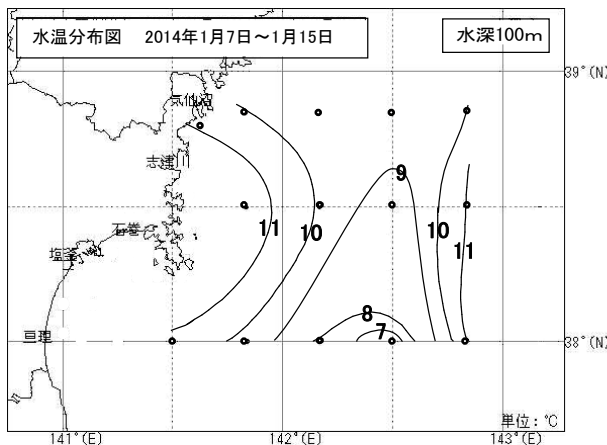 水温分布図 2014年1月7日～1月15日
水深100m
39°(N)
気仙沼
志津川
9
石巻
11
10
10
11
塩釜
8
7
亘理
38°(N)
単位：℃
141°(E)
142°(E)
143°(E)